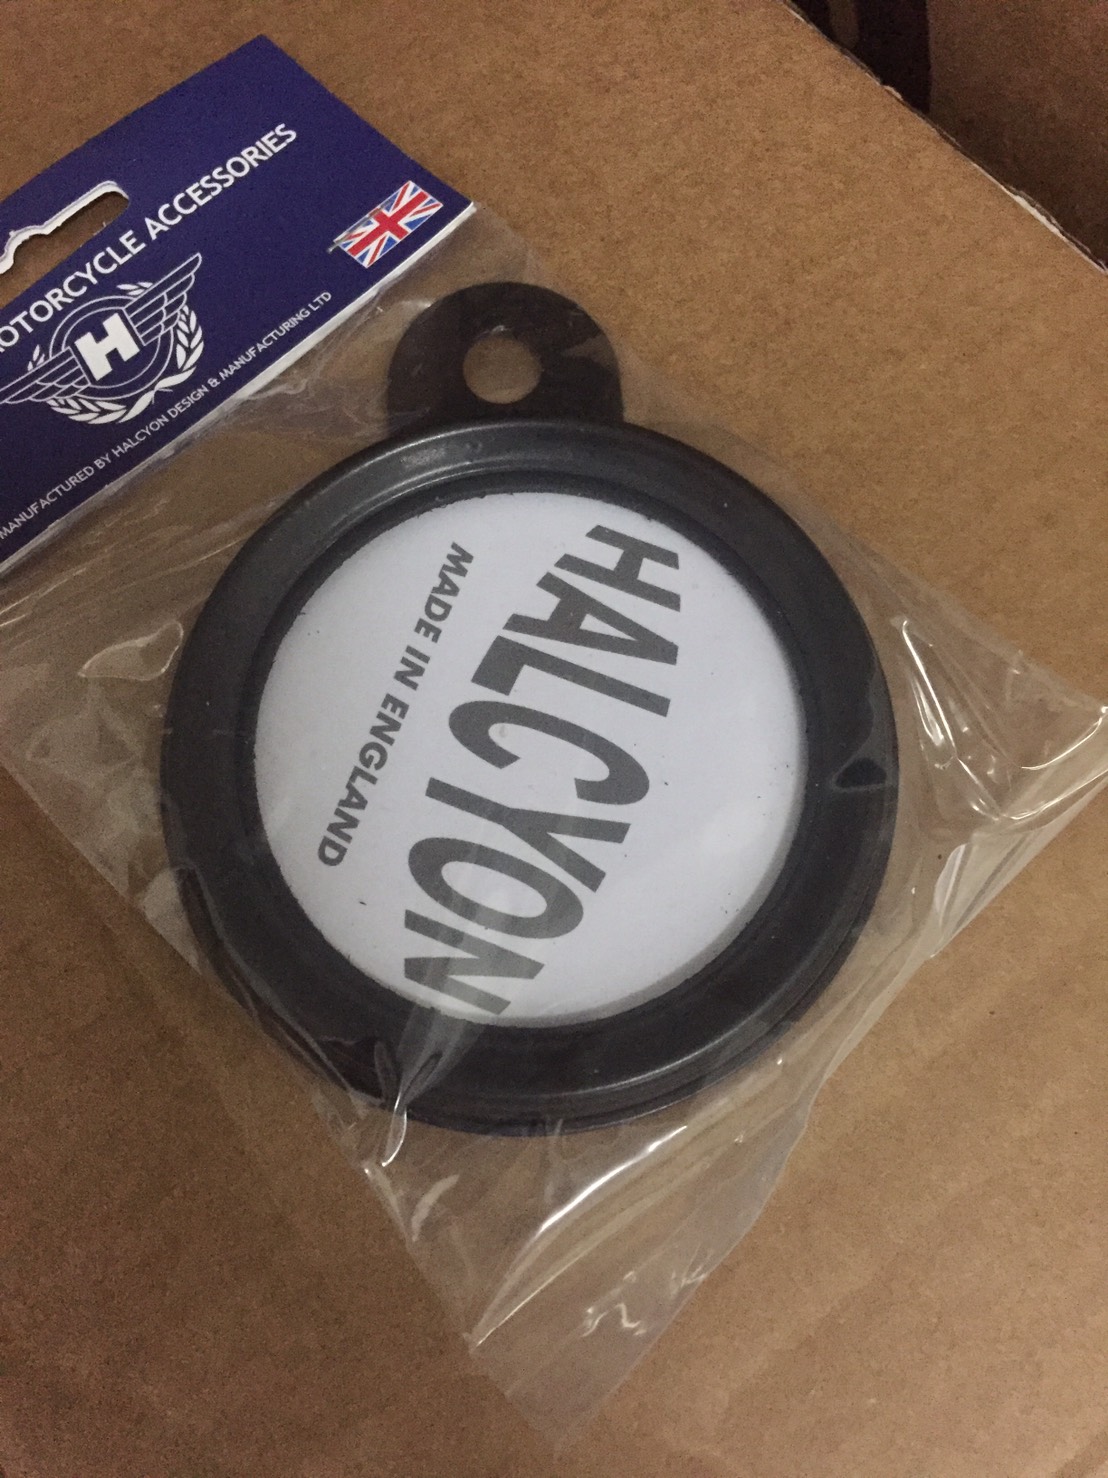 MOTORCYCLE ACCESSORIES
H
MANUFACTURED BY HALCYON DESIGN & MANUFACTURING LTD
HALCYON
MADE IN ENGLAND